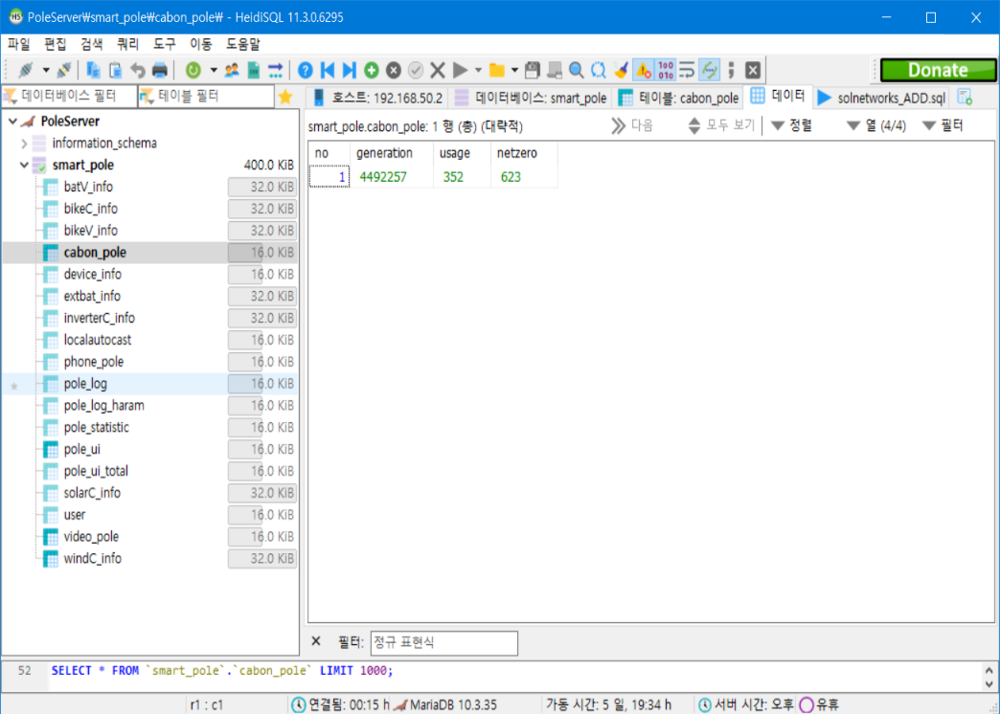 PoleServer₩smart_pole₩cabon_pole₩ - HeidiSQL 11.3.0.6295
파일 편집 검색 쿼리 도구 이동 도움말
Donate
데이터베이스 필터 테이블 필터
호스트: 192.168.50.2 데이터베이스: smart_pole 테이블: cabon_pole 데이터 solnetworks_ADD.sql
smart_pole.cabon_pole: 1 행 (총) (대략적) 다음 모두 보기 정렬 열 (4/4) 필터
no generation usage netzero
1 4492257 352 623
PoleServer
information_schema
smart_pole 400.0 KiB
batV_info 32.0 KiB
bikeC_info 32.0 KiB
bikeV_info 32.0 KiB
cabon_pole 16.0 KiB
device_info 16.0 KiB
extbat_info 32.0 KiB
inverterC_info 32.0 KiB
localautocast 16.0 KiB
phone_pole 16.0 KiB
pole_log 16.0 KiB
pole_log_haram 16.0 KiB
pole_statistic 16.0 KiB
pole_ui 16.0 KiB
pole_ui_total 16.0 KiB
solarC_info 32.0 KiB
user 16.0 KiB
video_pole 16.0 KiB
windC_info 32.0 KiB
필터: 정규 표현식
52 SELECT * FROM `smart_pole`.`cabon_pole` LIMIT 1000;
r1 : c1 연결됨: 00:15 h MariaDB 10.3.35 가동 시간: 5 일, 19:34 h 서버 시간: 오후 유휴